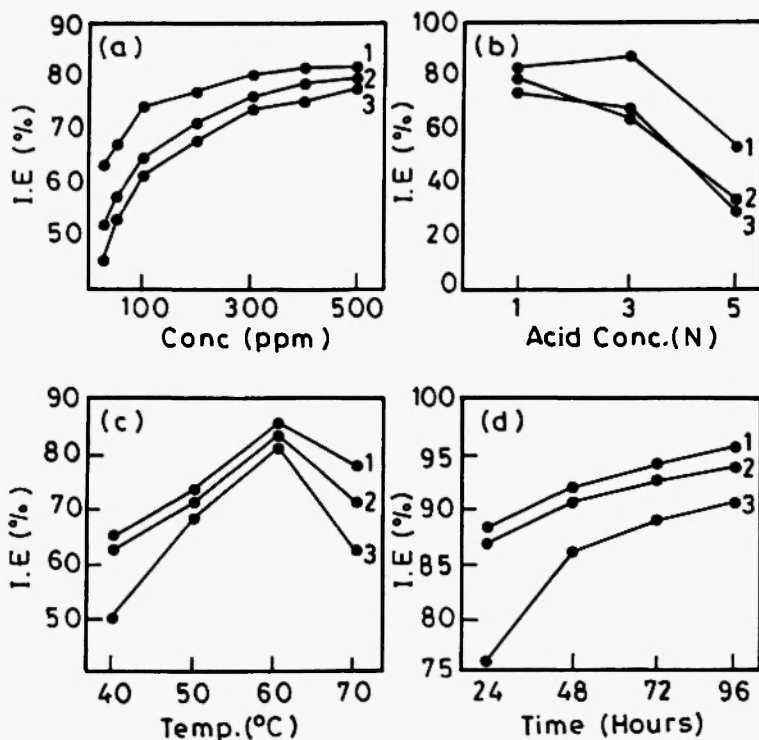 (a)
I.E (%)
90
80
70
60
50
1
2
3
100 300 500
Conc (ppm)
(b)
I.E (%)
100
80
60
40
20
0
1
2
3
1 3 5
Acid Conc.(N)
(c)
I.E (%)
90
80
70
60
50
1
2
3
40 50 60 70
Temp.(°C)
(d)
I.E (%)
100
95
90
85
80
75
1
2
3
24 48 72 96
Time (Hours)